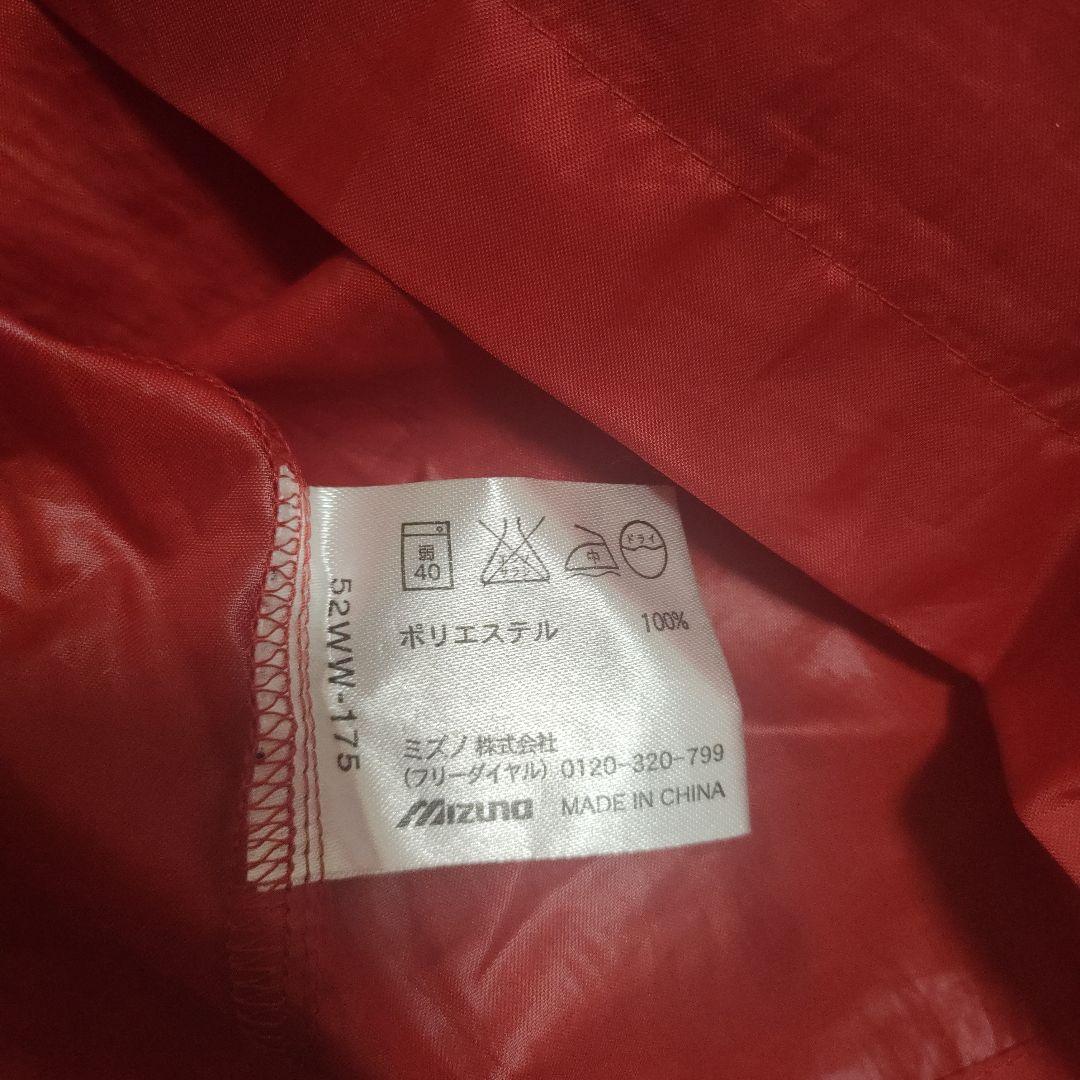 弱
40
中
ドライ
ポリエステル 100%
52WW-175
ミズノ 株式会社
(フリーダイヤル) 0120-320-799
MIZUNO MADE IN CHINA